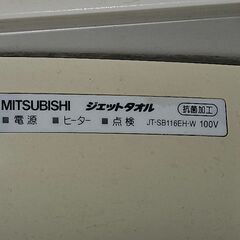 MITSUBISHI ジェットタオル 抗菌加工
■ 電源 ■ ヒーター ■ 点検 JT-SB116EH-W 100V